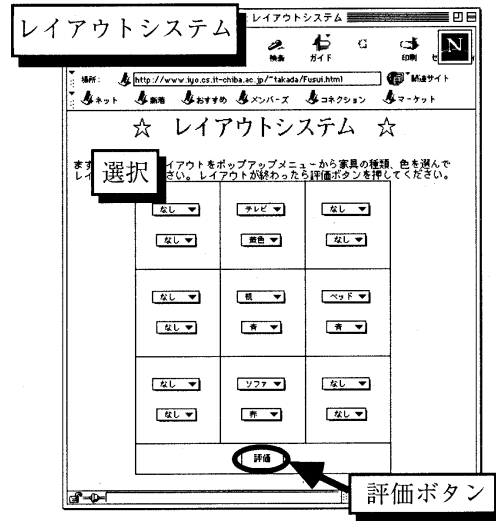 レイアウトシステム
レイアウトシステム
検索 ガイド 印刷
場所: http://www.iyo.cs.it-chiba.ac.jp/~takada/Fusui.html 関連サイト
ネット 新着 おすすめ メンバーズ コネクション マーケット
☆ レイアウトシステム ☆
選択
まず イアウトをポップアップメニューから家具の種類、色を選んで
レイ さい。レイアウトが終わったら評価ボタンを押してください。
なし テレビ なし
なし 黄色 なし
なし 机 ベッド
なし 青 青
なし ソファ なし
なし 赤 なし
評価
評価ボタン